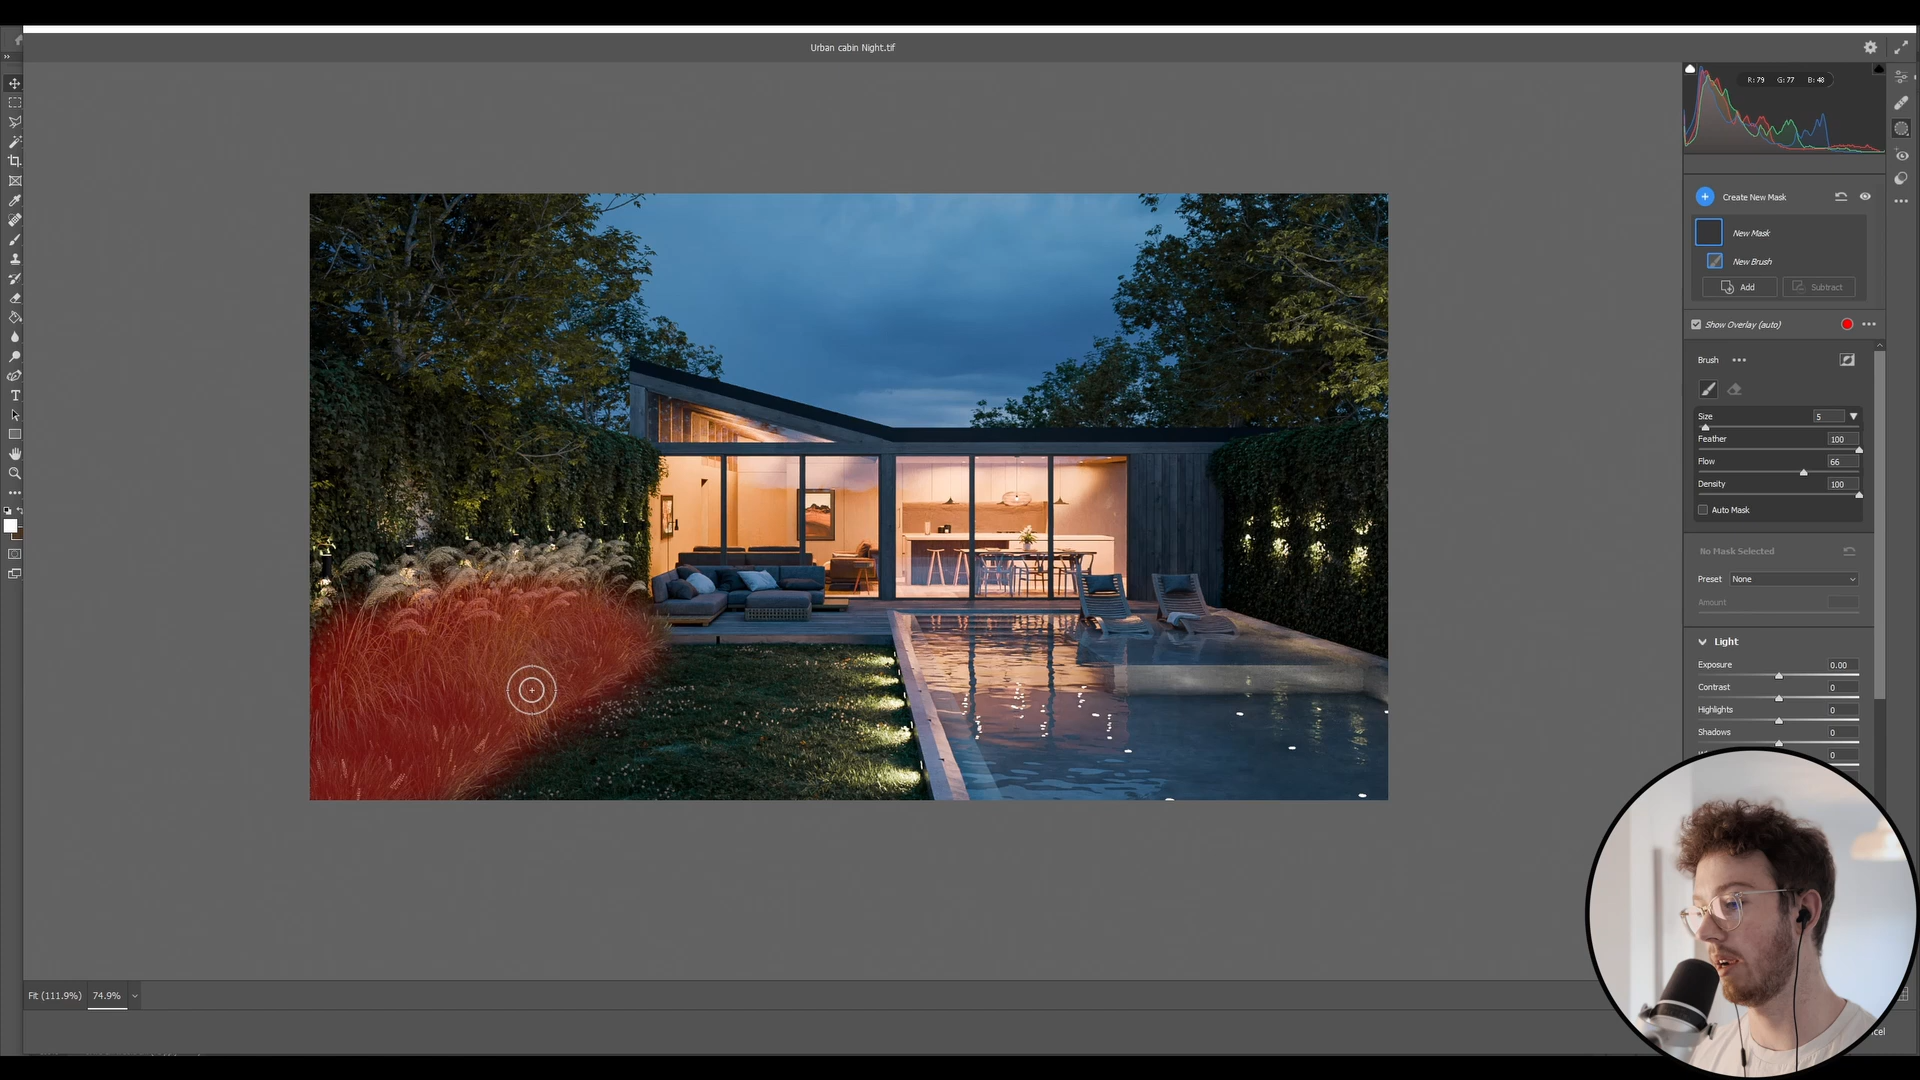 Urban cabin Night.tif
R: 79 G: 77 B: 48
Create New Mask
New Mask
New Brush
Add Subtract
Show Overlay (auto)
Brush
Size 5
Feather 100
Flow 66
Density 100
Auto Mask
No Mask Selected
Preset None
Amount
Light
Exposure 0.00
Contrast 0
Highlights 0
Shadows 0
0
Fit (111.9%) 74.9%
cel